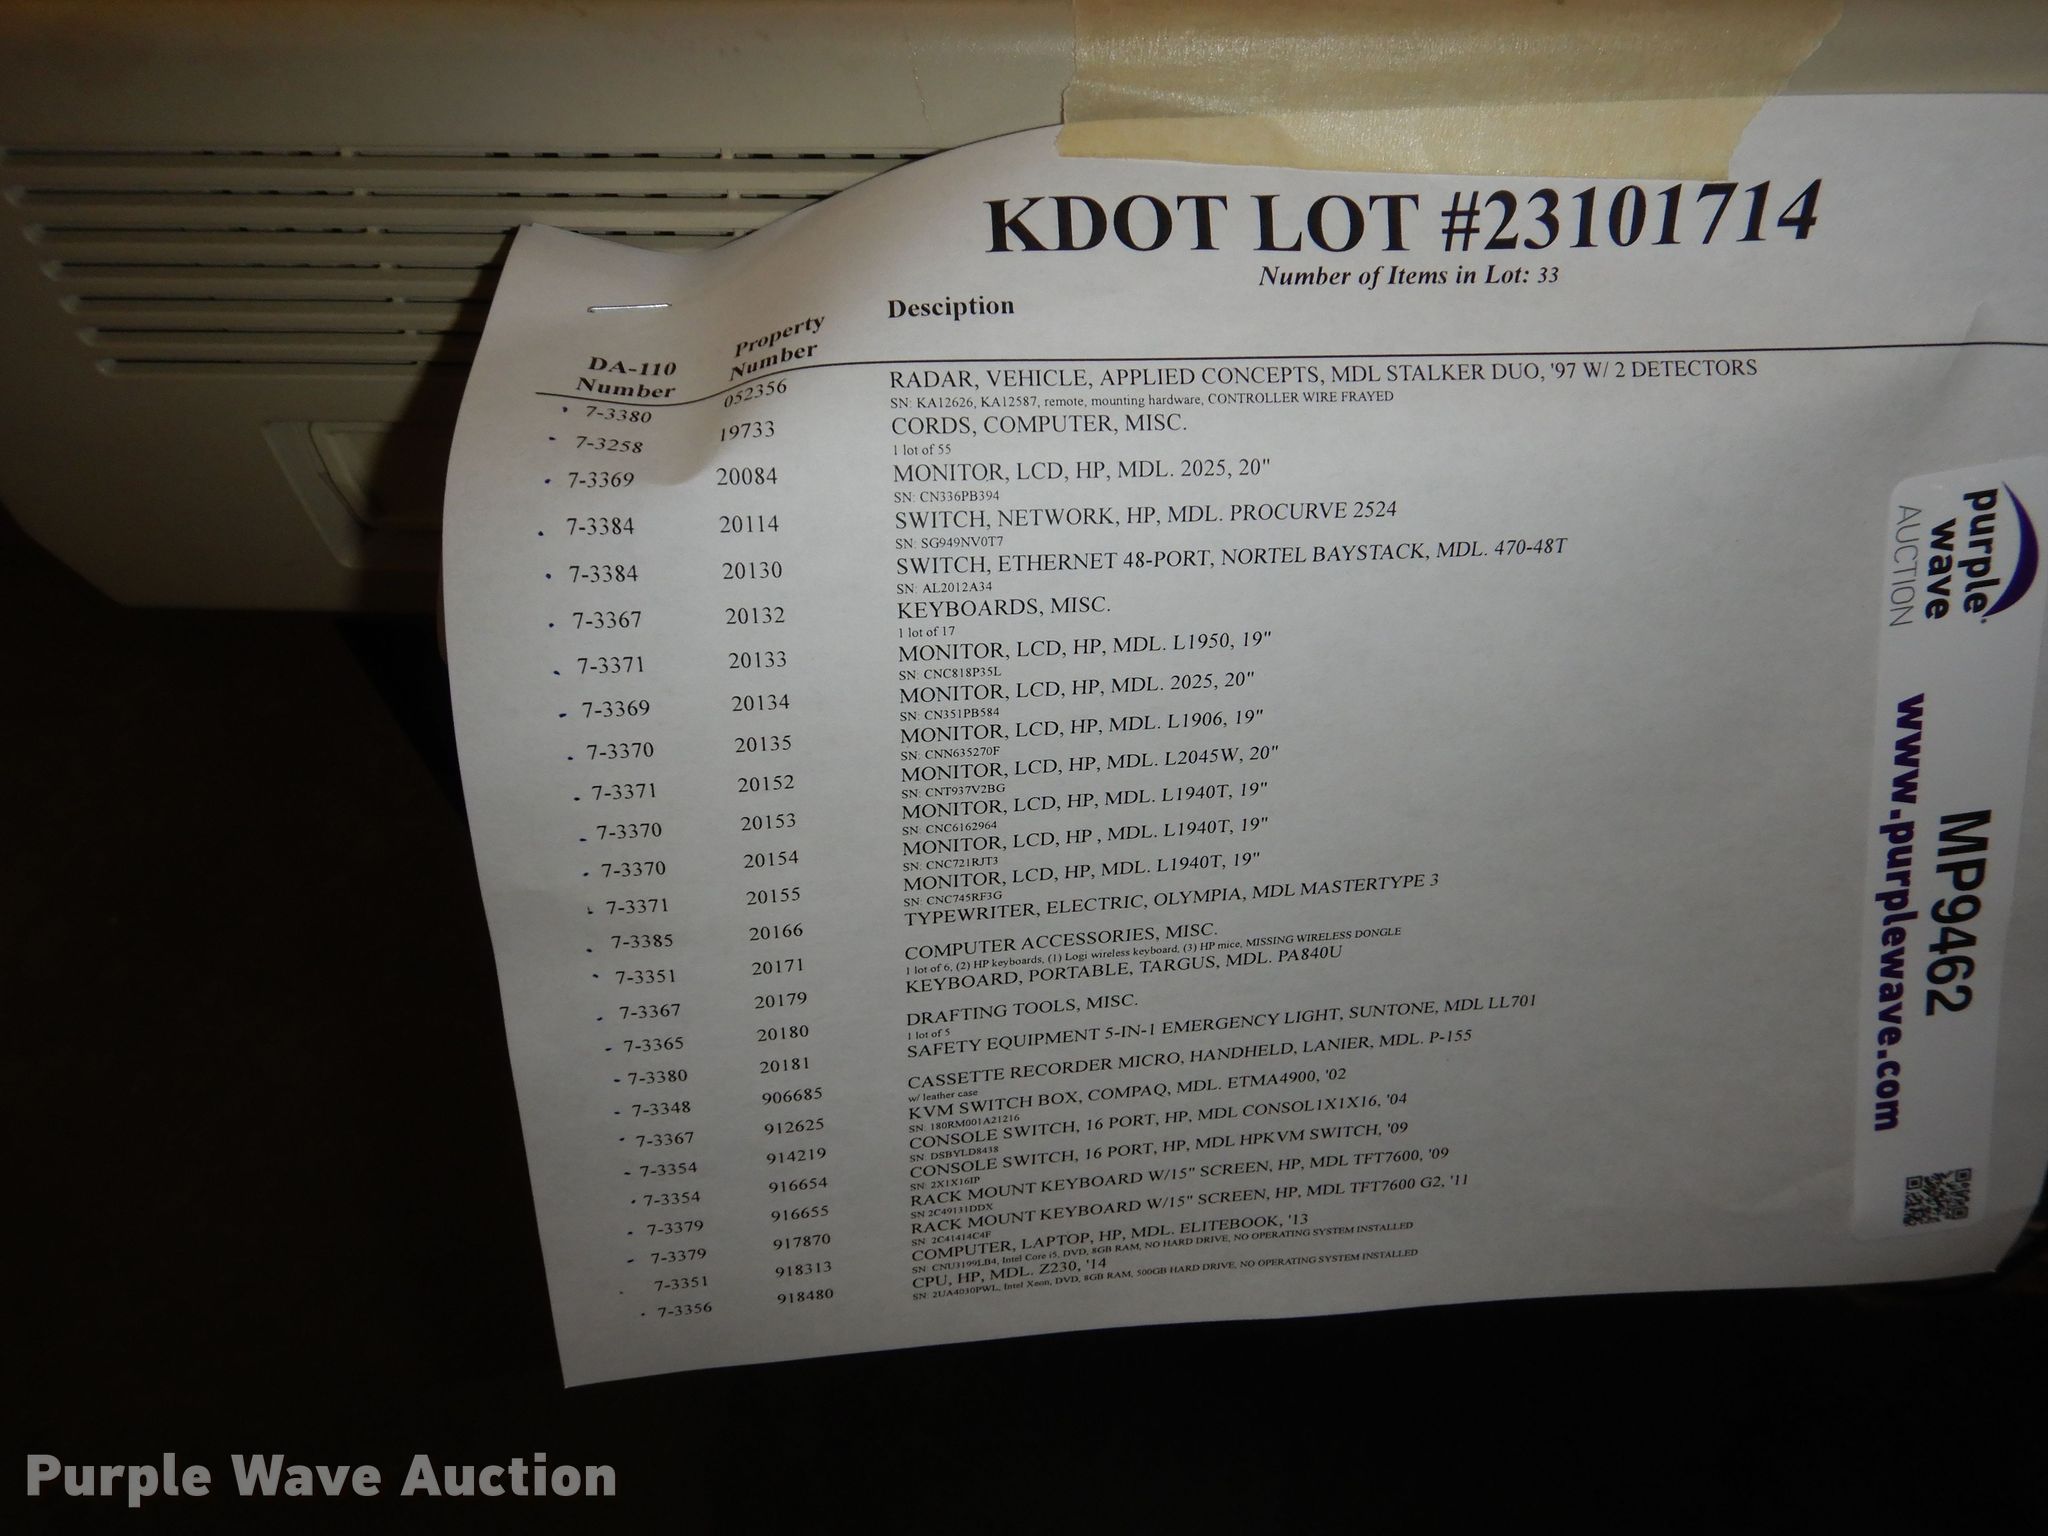 KDOT LOT #23101714
Number of Items in Lot: 33
DA-110 Number Property Number Desciption
7-3380 052356 RADAR, VEHICLE, APPLIED CONCEPTS, MDL STALKER DUO, '97 W/ 2 DETECTORS
SN: KA12626, KA12587, remote, mounting hardware, CONTROLLER WIRE FRAYED
7-3258 19733 CORDS, COMPUTER, MISC.
1 lot of 55
7-3369 20084 MONITOR, LCD, HP, MDL. 2025, 20"
SN: CN336PB394
7-3384 20114 SWITCH, NETWORK, HP, MDL. PROCURVE 2524
SN: SG949NV0T7
7-3384 20130 SWITCH, ETHERNET 48-PORT, NORTEL BAYSTACK, MDL. 470-48T
SN: AL2012A34
7-3367 20132 KEYBOARDS, MISC.
1 lot of 17
7-3371 20133 MONITOR, LCD, HP, MDL. L1950, 19"
SN: CNC818P35L
7-3369 20134 MONITOR, LCD, HP, MDL. 2025, 20"
SN: CN351PB584
7-3370 20135 MONITOR, LCD, HP, MDL. L1906, 19"
SN: CNN635270F
7-3371 20152 MONITOR, LCD, HP, MDL. L2045W, 20"
SN: CNT937V2BG
7-3370 20153 MONITOR, LCD, HP, MDL. L1940T, 19"
SN: CNC6162964
7-3370 20154 MONITOR, LCD, HP , MDL. L1940T, 19"
SN: CNC721RJT3
7-3371 20155 MONITOR, LCD, HP, MDL. L1940T, 19"
SN: CNC745RF3G
7-3385 20166 TYPEWRITER, ELECTRIC, OLYMPIA, MDL MASTERTYPE 3
7-3351 20171 COMPUTER ACCESSORIES, MISC.
1 lot of 6, (2) HP keyboards, (1) Logi wireless keyboard, (3) HP mice, MISSING WIRELESS DONGLE
7-3367 20179 KEYBOARD, PORTABLE, TARGUS, MDL. PA840U
7-3365 20180 DRAFTING TOOLS, MISC.
1 lot of 5
7-3380 20181 SAFETY EQUIPMENT 5-IN-1 EMERGENCY LIGHT, SUNTONE, MDL LL701
7-3348 906685 CASSETTE RECORDER MICRO, HANDHELD, LANIER, MDL. P-155
w/ leather case
7-3367 912625 KVM SWITCH BOX, COMPAQ, MDL. ETMA4900, '02
SN: 180RM001A21216
7-3354 914219 CONSOLE SWITCH, 16 PORT, HP, MDL CONSOL1X1X16, '04
SN: DSBYLD8438
7-3354 916654 CONSOLE SWITCH, 16 PORT, HP, MDL HPKVM SWITCH, '09
SN: 2X1X16IP
7-3379 916655 RACK MOUNT KEYBOARD W/15" SCREEN, HP, MDL TFT7600, '09
SN 2C49131DDX
7-3379 917870 RACK MOUNT KEYBOARD W/15" SCREEN, HP, MDL TFT7600 G2, '11
SN: 2C41414C4F
7-3351 918313 COMPUTER, LAPTOP, HP, MDL. ELITEBOOK, '13
SN: CNU3199LB4, Intel Core i5, DVD, 8GB RAM, NO HARD DRIVE, NO OPERATING SYSTEM INSTALLED
7-3356 918480 CPU, HP, MDL. Z230, '14
SN: 2UA4030PWL, Intel Xeon, DVD, 8GB RAM, 500GB HARD DRIVE, NO OPERATING SYSTEM INSTALLED
purple wave
AUCTION
MP9462
www.purplewave.com
Purple Wave Auction